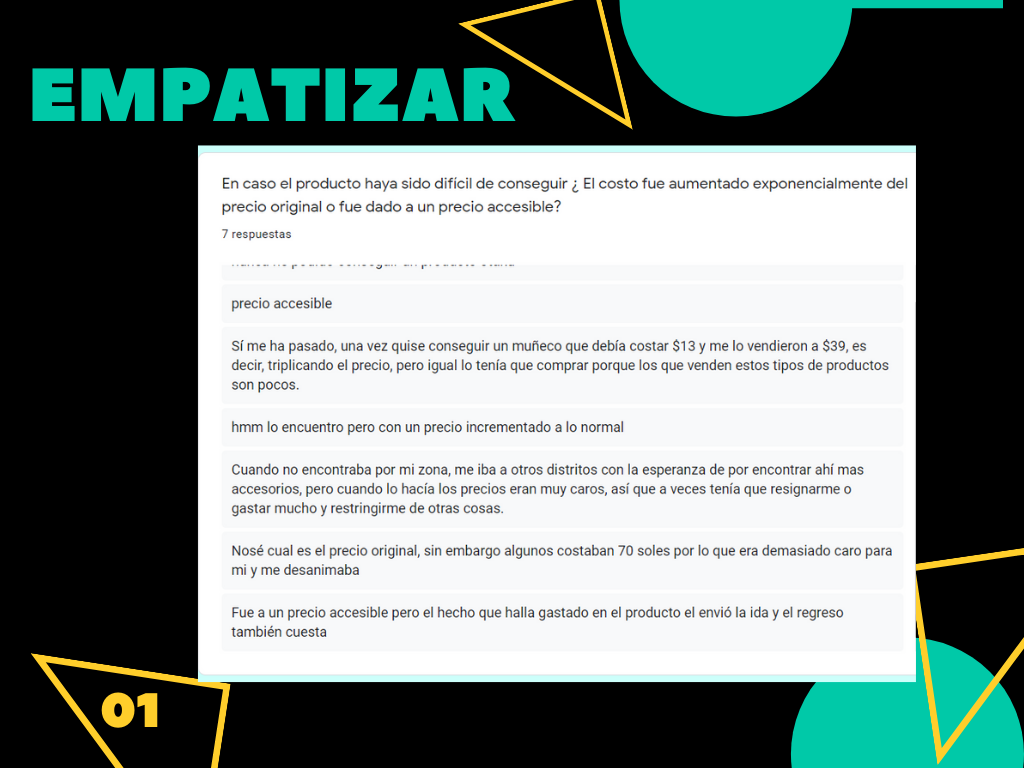 EMPATIZAR
En caso el producto haya sido difícil de conseguir ¿ El costo fue aumentado exponencialmente del
precio original o fue dado a un precio accesible?
7 respuestas
precio accesible
Sí me ha pasado, una vez quise conseguir un muñeco que debía costar $13 y me lo vendieron a $39, es
decir, triplicando el precio, pero igual lo tenía que comprar porque los que venden estos tipos de productos
son pocos.
hmm lo encuentro pero con un precio incrementado a lo normal
Cuando no encontraba por mi zona, me iba a otros distritos con la esperanza de por encontrar ahí mas
accesorios, pero cuando lo hacía los precios eran muy caros, así que a veces tenía que resignarme o
gastar mucho y restringirme de otras cosas.
Nosé cual es el precio original, sin embargo algunos costaban 70 soles por lo que era demasiado caro para
mi y me desanimaba
Fue a un precio accesible pero el hecho que halla gastado en el producto el envió la ida y el regreso
también cuesta
01